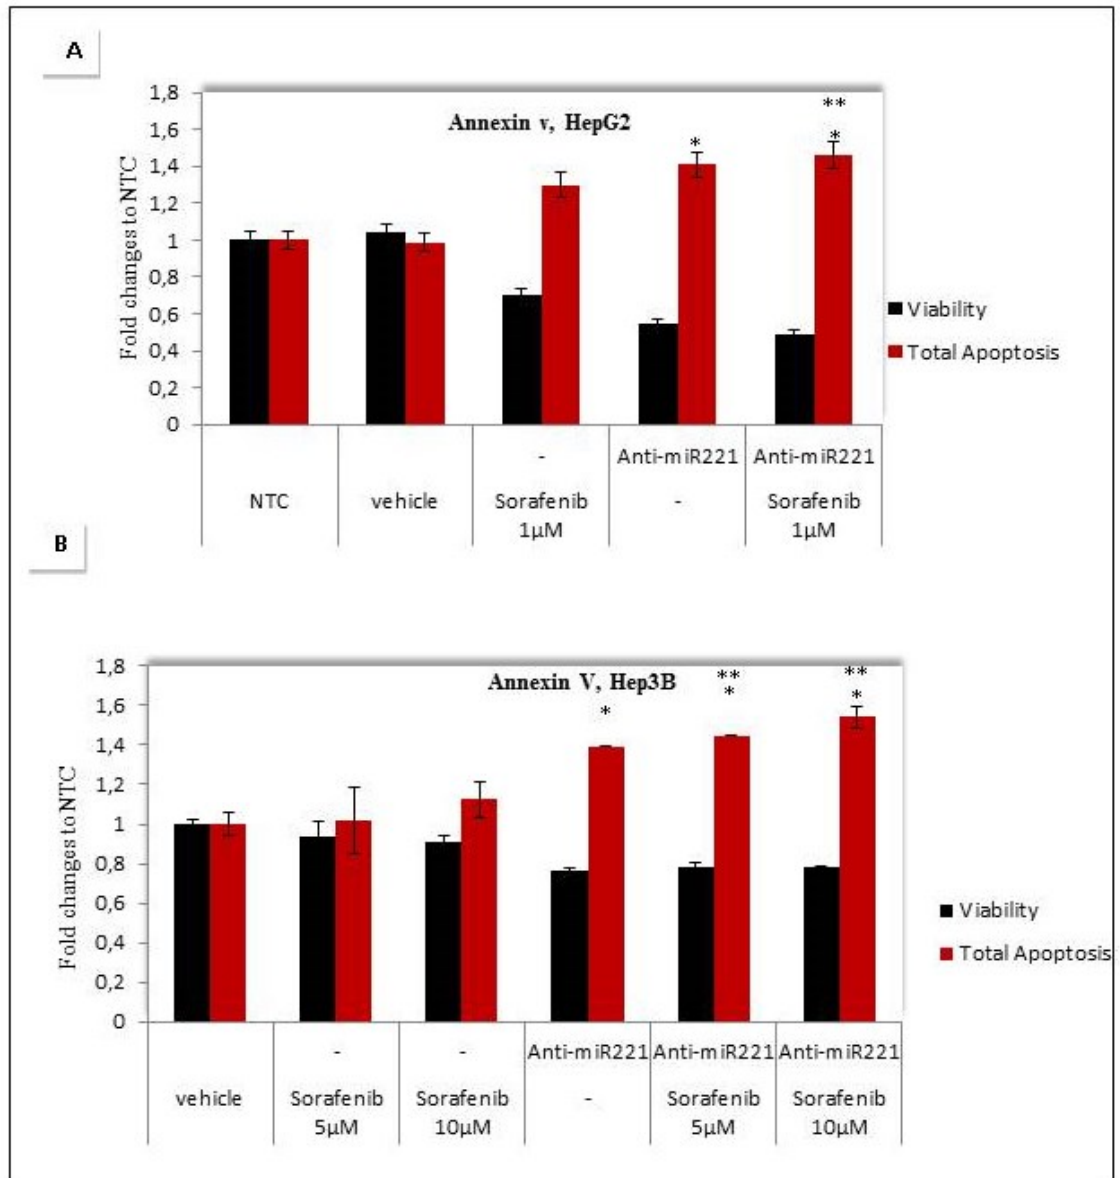 A
Annexin v, HepG2
**
*
*
Fold changes to NTC
1,8
1,6
1,4
1,2
1
0,8
0,6
0,4
0,2
0
Viability
Total Apoptosis
- Anti-miR221 Anti-miR221
NTC vehicle Sorafenib - Sorafenib
1µM 1µM
B
Annexin V, Hep3B
** **
* * *
Fold changes to NTC
1,8
1,6
1,4
1,2
1
0,8
0,6
0,4
0,2
0
Viability
Total Apoptosis
- - Anti-miR221 Anti-miR221 Anti-miR221
vehicle Sorafenib Sorafenib - Sorafenib Sorafenib
5µM 10µM 5µM 10µM